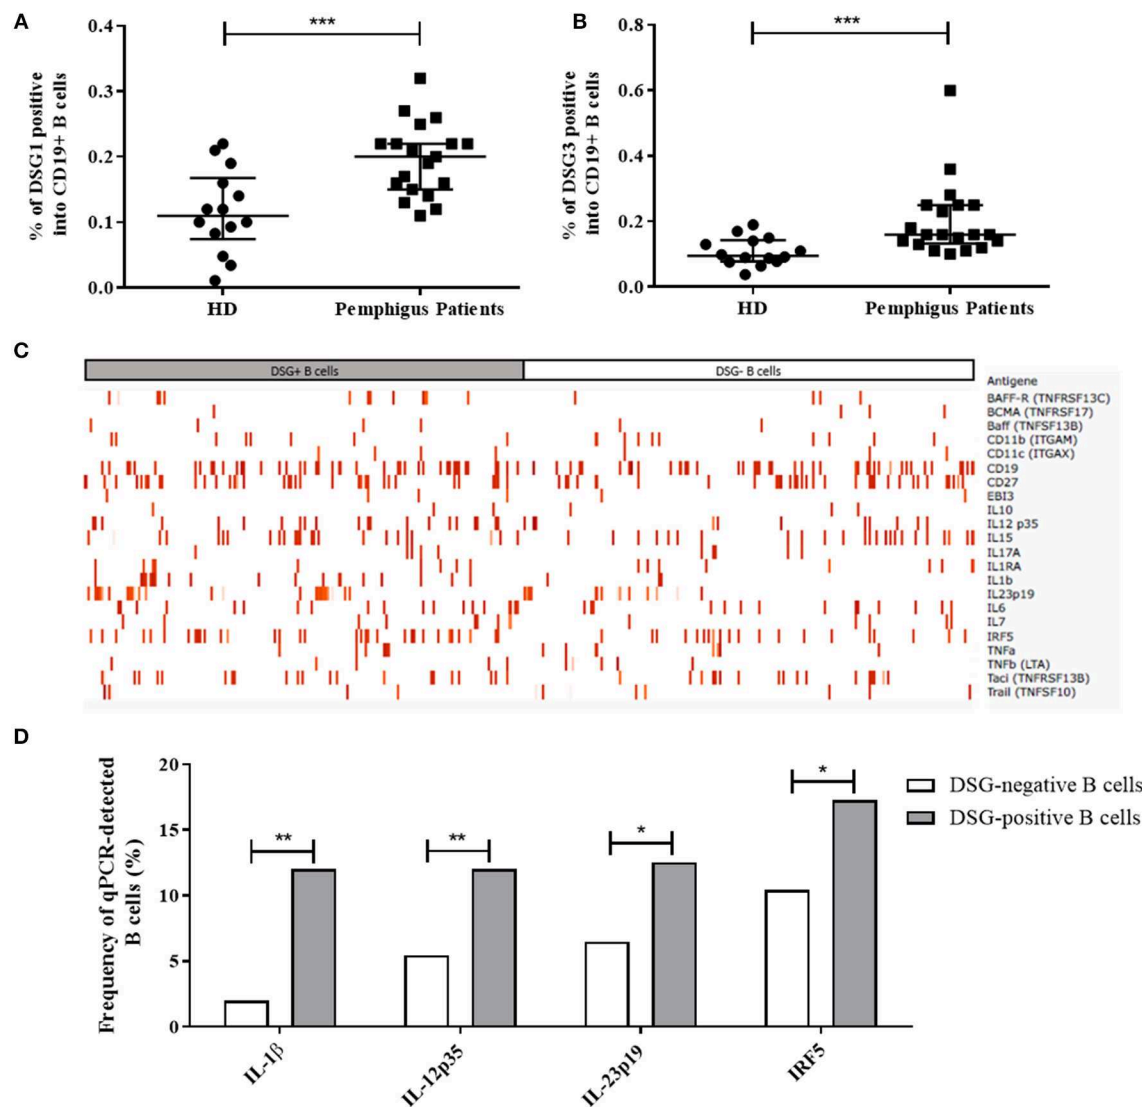 A
% of DSG1 positive
into CD19+ B cells
0.4
0.3
0.2
0.1
0.0
***
HD
Pemphigus Patients
B
% of DSG3 positive
into CD19+ B cells
0.8
0.6
0.4
0.2
0.0
***
HD
Pemphigus Patients
C
DSG+ B cells
DSG- B cells
Antigene
BAFF-R (TNFRSF13C)
BCMA (TNFRSF17)
Baff (TNFSF13B)
CD11b (ITGAM)
CD11c (ITGAX)
CD19
CD27
EBI3
IL10
IL12 p35
IL15
IL17A
IL1RA
IL1b
IL23p19
IL6
IL7
IRF5
TNFa
TNFb (LTA)
Taci (TNFRSF13B)
Trail (TNFSF10)
D
Frequency of qPCR-detected
B cells (%)
20
15
10
5
0
**
**
*
*
IL-1β
IL-12p35
IL-23p19
IRF5
DSG-negative B cells
DSG-positive B cells